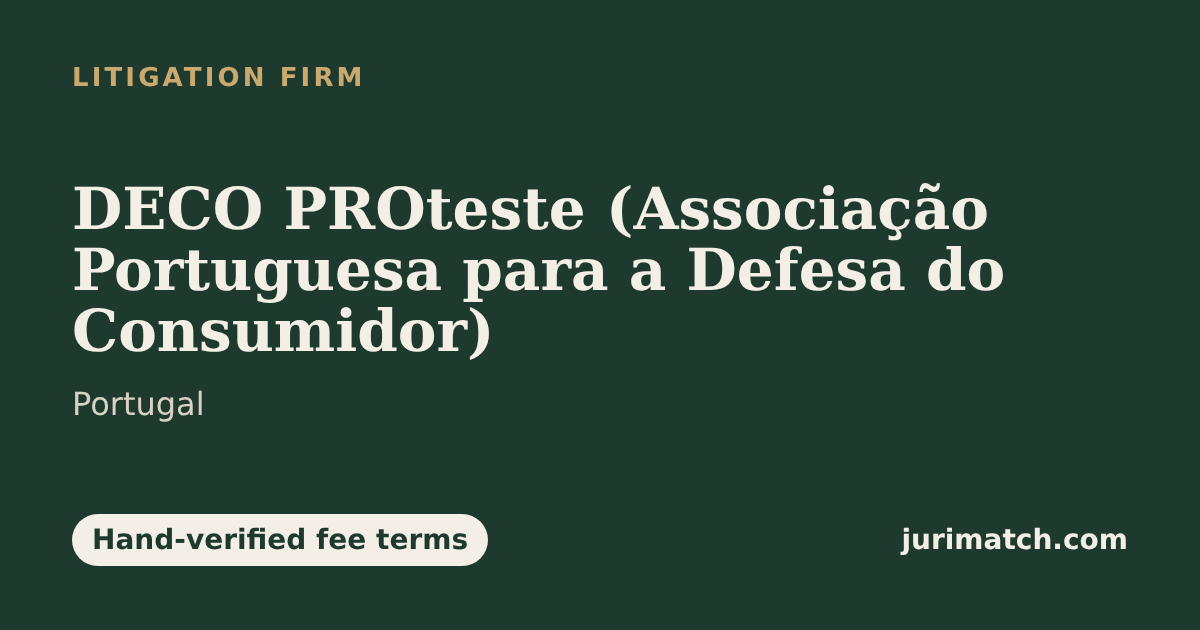 LITIGATION FIRM
DECO PROteste (Associação
Portuguesa para a Defesa do
Consumidor)
Portugal
Hand-verified fee terms
jurimatch.com